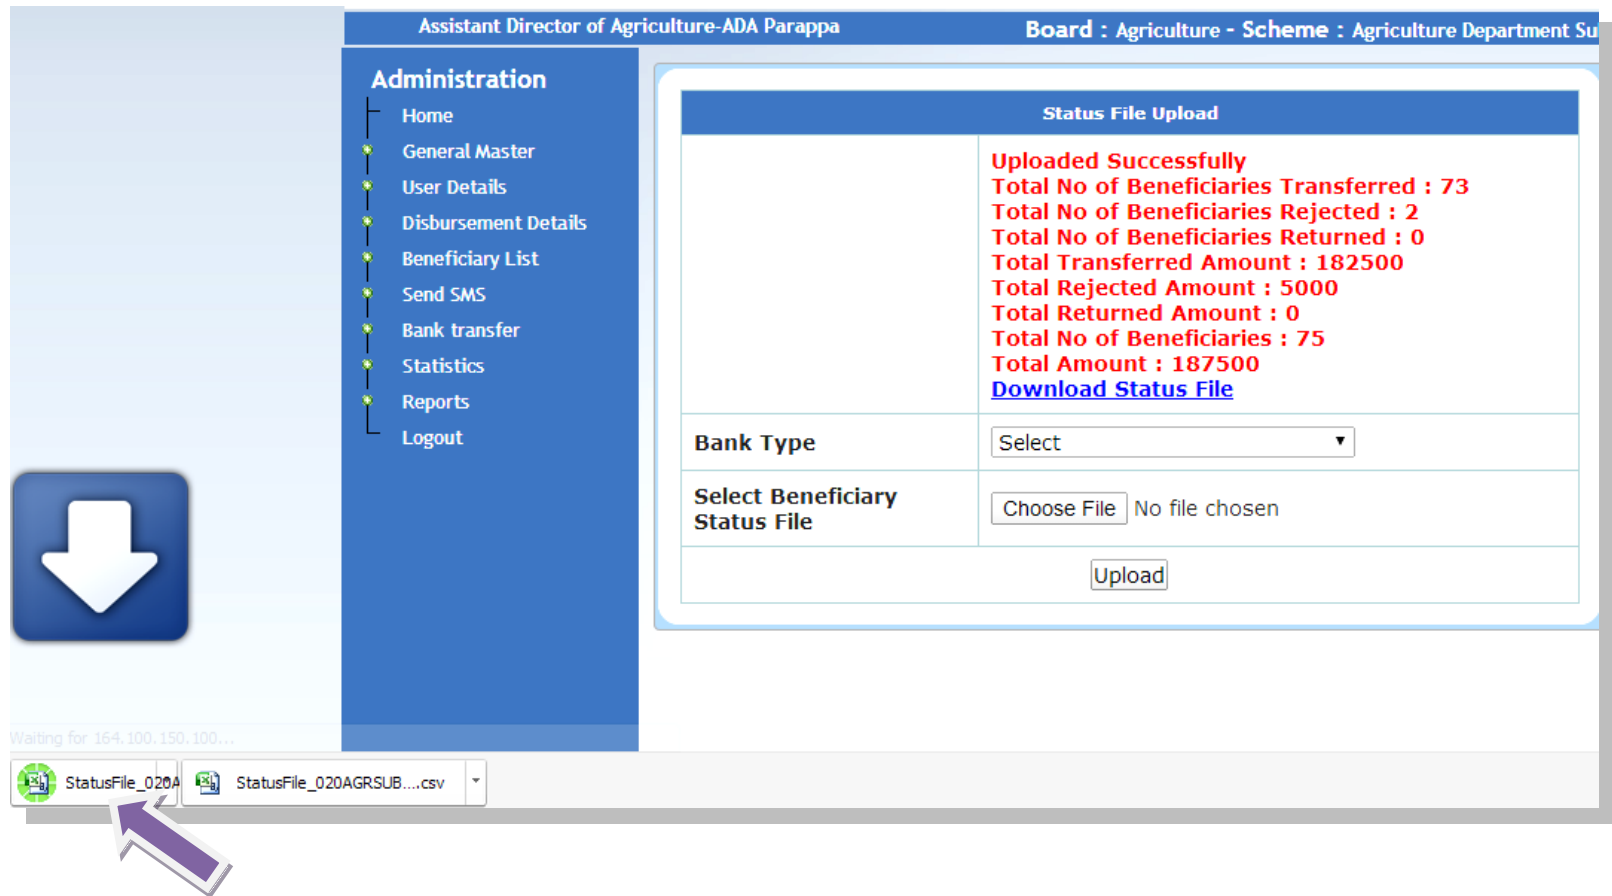 Assistant Director of Agriculture-ADA Parappa
Board : Agriculture - Scheme : Agriculture Department Su
Administration
Home
General Master
User Details
Disbursement Details
Beneficiary List
Send SMS
Bank transfer
Statistics
Reports
Logout
Status File Upload
Uploaded Successfully
Total No of Beneficiaries Transferred : 73
Total No of Beneficiaries Rejected : 2
Total No of Beneficiaries Returned : 0
Total Transferred Amount : 182500
Total Rejected Amount : 5000
Total Returned Amount : 0
Total No of Beneficiaries : 75
Total Amount : 187500
Download Status File
Bank Type
Select
Select Beneficiary
Status File
Choose File No file chosen
Upload
Waiting for 164.100.150.100...
StatusFile_020A
StatusFile_020AGRSUB....csv